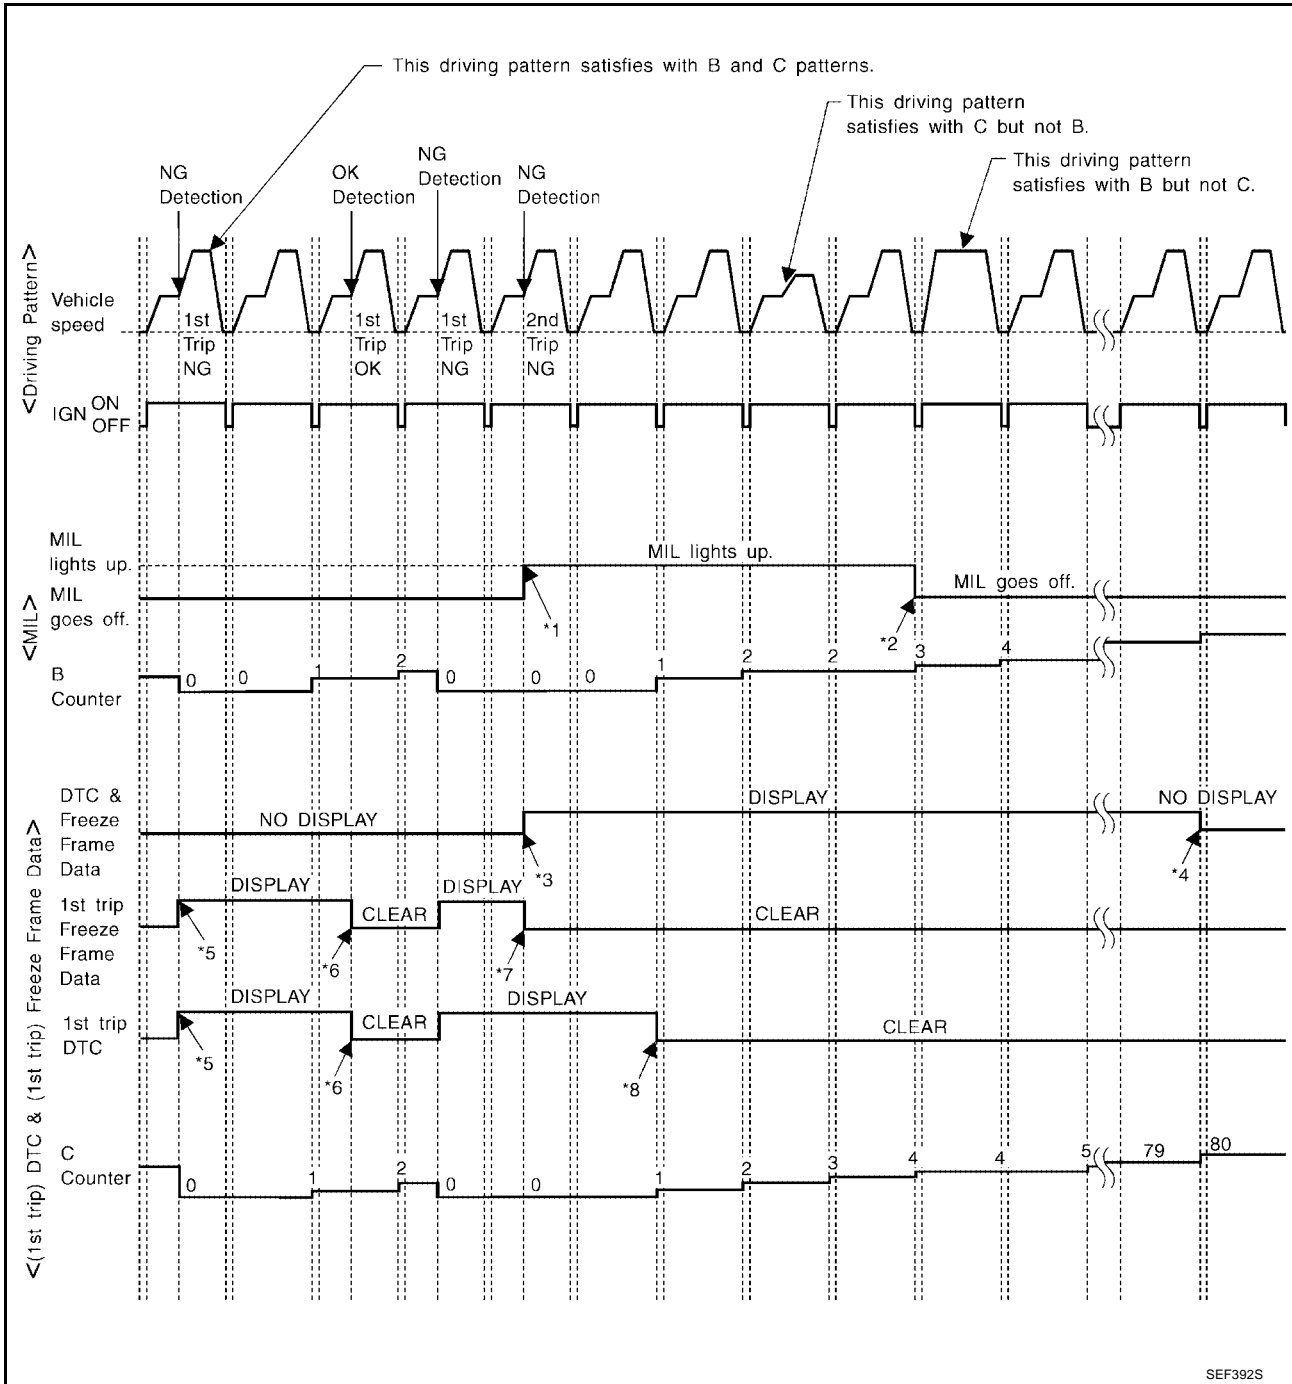 This driving pattern satisfies with B and C patterns.
This driving pattern
satisfies with C but not B.
This driving pattern
satisfies with B but not C.
NG
Detection
OK
Detection
NG
Detection
NG
Detection
<Driving Pattern>
Vehicle
speed
1st
Trip
NG
1st
Trip
OK
1st
Trip
NG
2nd
Trip
NG
IGN ON
OFF
<MIL>
MIL
lights up.
MIL
goes off.
MIL lights up.
MIL goes off.
*1
*2
B
Counter
0 0 1 2 0 0 0 1 2 2 3 4
<(1st trip) DTC & (1st trip) Freeze Frame Data>
DTC &
Freeze
Frame
Data
NO DISPLAY
DISPLAY
NO DISPLAY
*3
*4
1st trip
Freeze
Frame
Data
DISPLAY
CLEAR
DISPLAY
CLEAR
*5
*6
*7
1st trip
DTC
DISPLAY
CLEAR
DISPLAY
CLEAR
*5
*6
*8
C
Counter
0 1 2 0 0 1 2 3 4 4 5 79 80
SEF392S